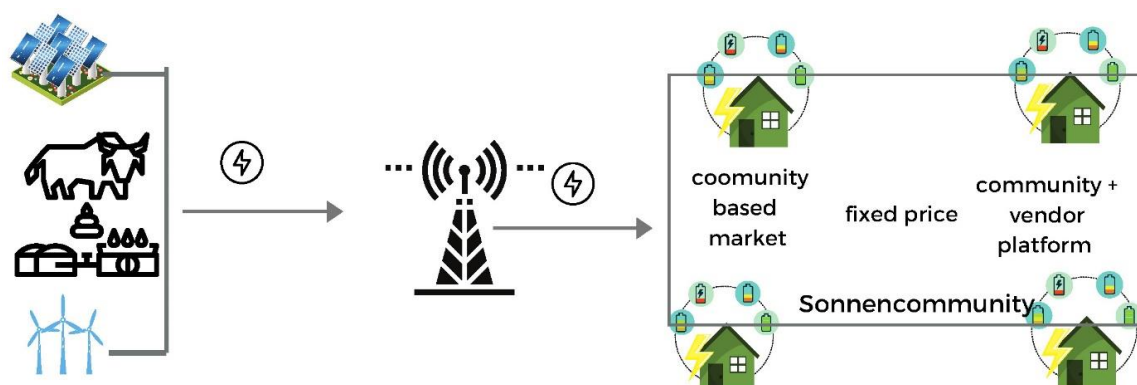 coomunity
based
market
fixed price
community +
vendor
platform
Sonnencommunity